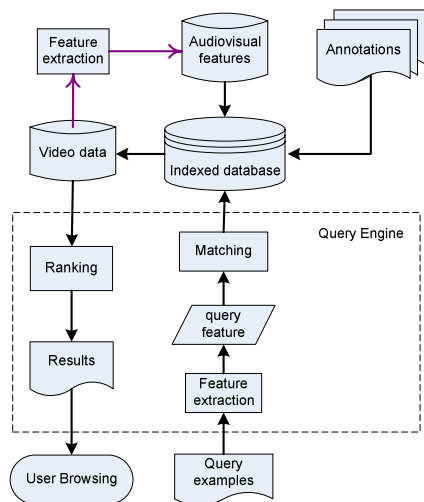 Feature
extraction
Audiovisual
features
Annotations
Video data
Indexed database
Query Engine
Ranking
Matching
query
feature
Results
Feature
extraction
User Browsing
Query
examples